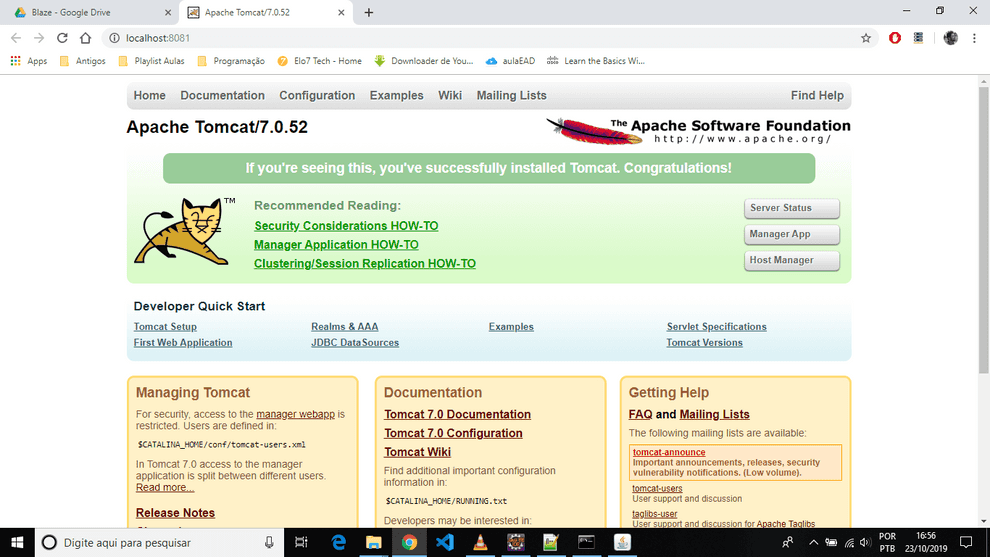 Blaze - Google Drive
Apache Tomcat/7.0.52
localhost:8081
Apps Antigos Playlist Aulas Programação Elo7 Tech - Home Downloader de You... aulaEAD Learn the Basics Wi...
Home Documentation Configuration Examples Wiki Mailing Lists Find Help
Apache Tomcat/7.0.52
The Apache Software Foundation
http://www.apache.org/
If you're seeing this, you've successfully installed Tomcat. Congratulations!
TM
Recommended Reading:
Security Considerations HOW-TO
Manager Application HOW-TO
Clustering/Session Replication HOW-TO
Server Status
Manager App
Host Manager
Developer Quick Start
Tomcat Setup
First Web Application
Realms & AAA
JDBC DataSources
Examples
Servlet Specifications
Tomcat Versions
Managing Tomcat
For security, access to the manager webapp is
restricted. Users are defined in:
$CATALINA_HOME/conf/tomcat-users.xml
In Tomcat 7.0 access to the manager
application is split between different users.
Read more...
Release Notes
Documentation
Tomcat 7.0 Documentation
Tomcat 7.0 Configuration
Tomcat Wiki
Find additional important configuration
information in:
$CATALINA_HOME/RUNNING.txt
Developers may be interested in:
Getting Help
FAQ and Mailing Lists
The following mailing lists are available:
tomcat-announce
Important announcements, releases, security
vulnerability notifications. (Low volume).
tomcat-users
User support and discussion
taglibs-user
User support and discussion for Apache Taglibs
Digite aqui para pesquisar
POR
PTB
16:56
23/10/2019